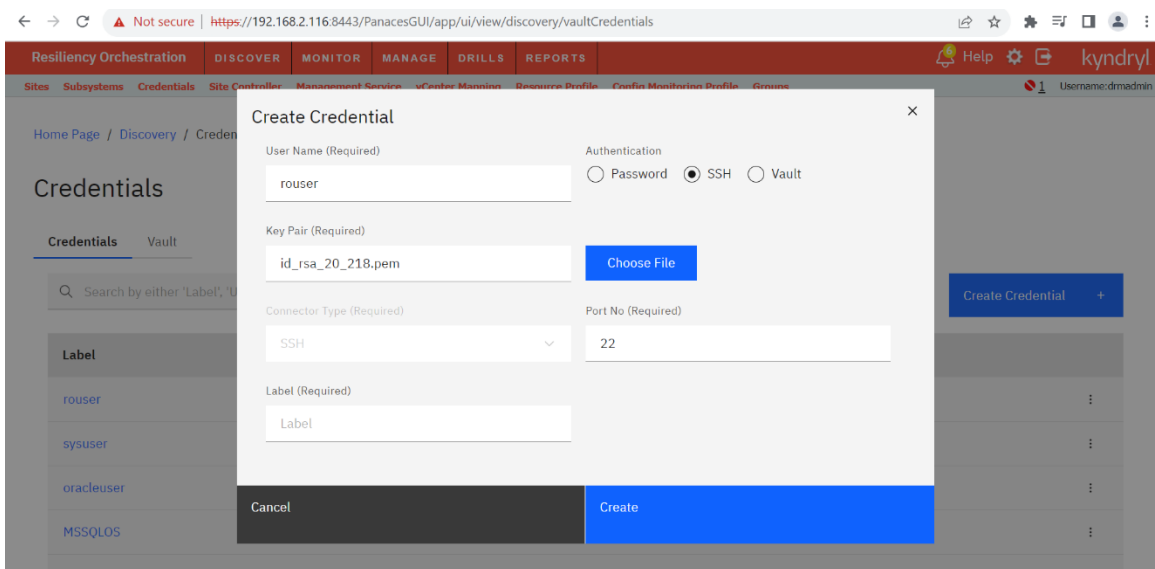 Not secure | https://192.168.2.116:8443/PanacesGUI/app/ui/view/discovery/vaultCredentials
Resiliency Orchestration DISCOVER MONITOR MANAGE DRILLS REPORTS 6 Help kyndryl
Sites Subsystems Credentials Site Controller Management Service vCenter Mapping Resource Profile Config Monitoring Profile Groups 1 Username:drmadmin
Home Page / Discovery / Creden
Create Credential
User Name (Required) Authentication
rouser Password SSH Vault
Credentials
Key Pair (Required)
Credentials Vault
id_rsa_20_218.pem Choose File
Search by either 'Label', 'U Create Credential +
Connector Type (Required) Port No (Required)
SSH 22
Label
Label (Required)
rouser
Label
sysuser
oracleuser
Cancel Create
MSSQLOS